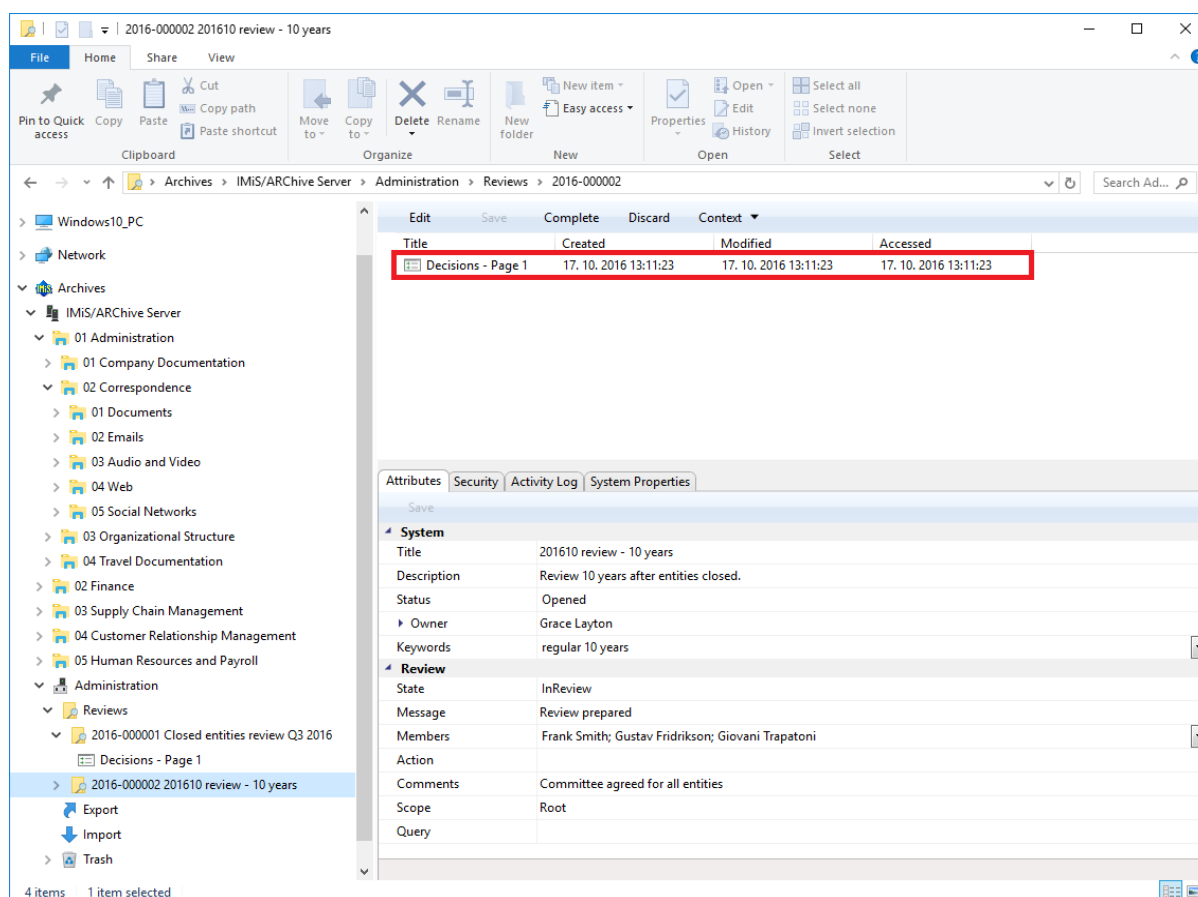 2016-000002 201610 review - 10 years
File Home Share View
Pin to Quick access
Copy
Paste
Cut
Copy path
Paste shortcut
Move to
Copy to
Delete
Rename
New folder
New item
Easy access
Properties
Open
Edit
History
Select all
Select none
Invert selection
Clipboard Organize New Open Select
Archives > IMiS/ARChive Server > Administration > Reviews > 2016-000002
Search Ad...
Windows10_PC
Network
Archives
IMiS/ARChive Server
01 Administration
01 Company Documentation
02 Correspondence
01 Documents
02 Emails
03 Audio and Video
04 Web
05 Social Networks
03 Organizational Structure
04 Travel Documentation
02 Finance
03 Supply Chain Management
04 Customer Relationship Management
05 Human Resources and Payroll
Administration
Reviews
2016-000001 Closed entities review Q3 2016
Decisions - Page 1
2016-000002 201610 review - 10 years
Export
Import
Trash
Edit Save Complete Discard Context
Title Created Modified Accessed
Decisions - Page 1 17. 10. 2016 13:11:23 17. 10. 2016 13:11:23 17. 10. 2016 13:11:23
Attributes Security Activity Log System Properties
Save
System
Title 201610 review - 10 years
Description Review 10 years after entities closed.
Status Opened
Owner Grace Layton
Keywords regular 10 years
Review
State InReview
Message Review prepared
Members Frank Smith; Gustav Fridrikson; Giovani Trapatoni
Action
Comments Committee agreed for all entities
Scope Root
Query
4 items 1 item selected